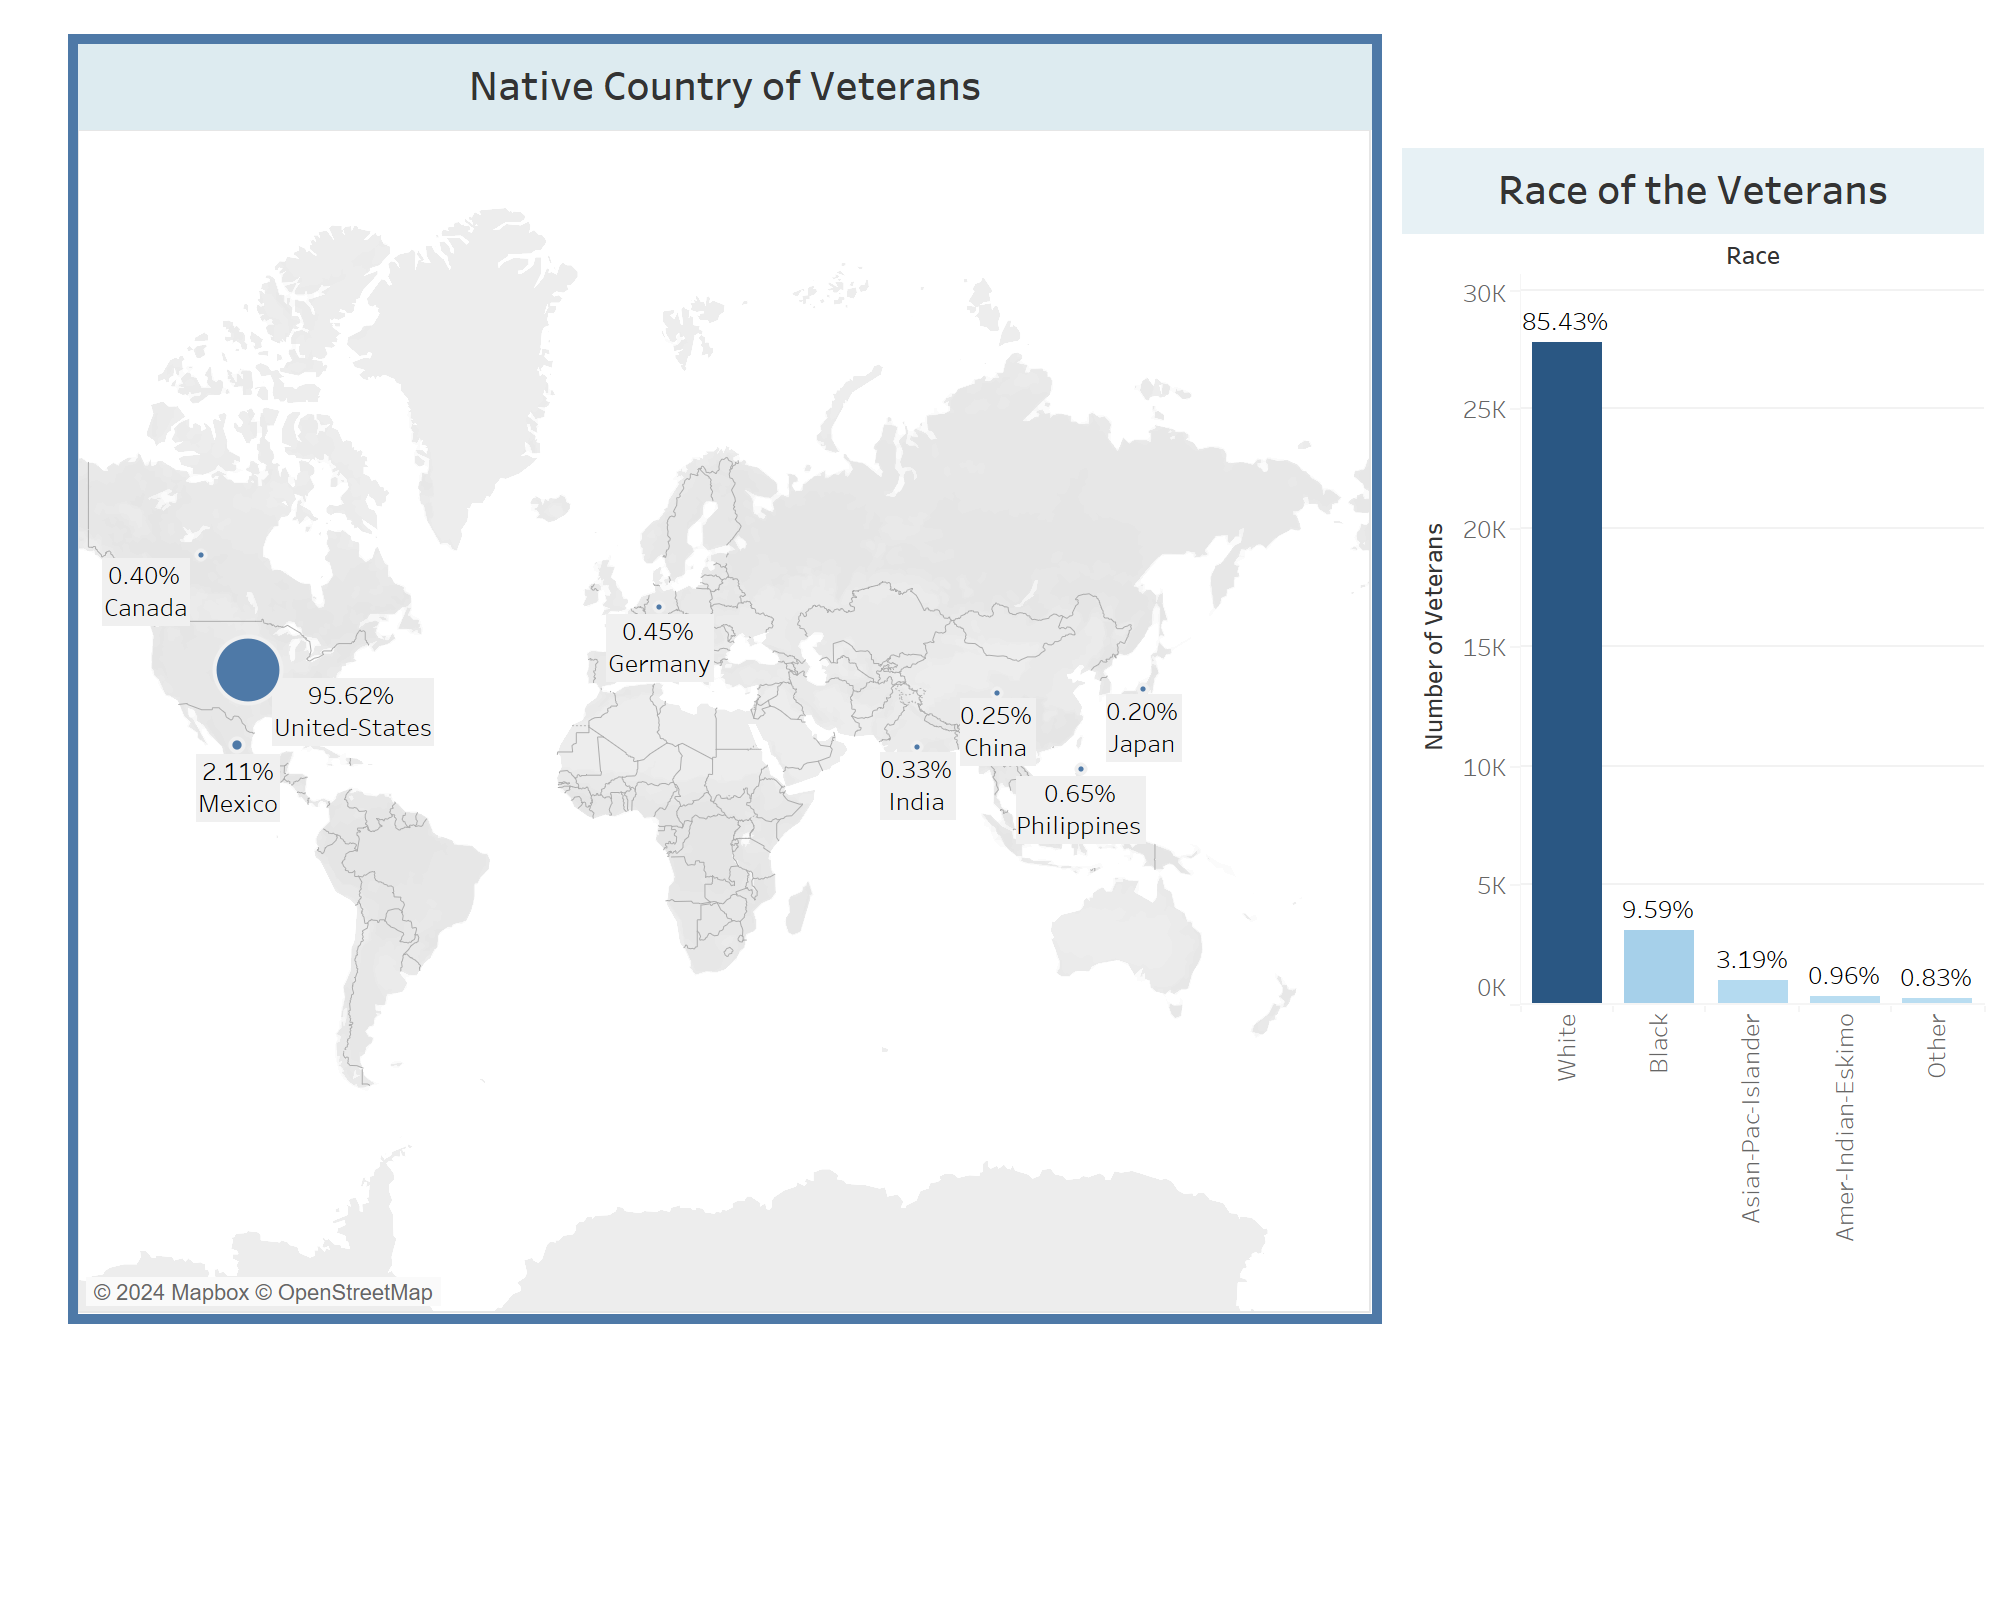 Native Country of Veterans
0.40%
Canada
0.45%
Germany
95.62%
United-States
2.11%
Mexico
0.25%
China
0.20%
Japan
0.33%
India
0.65%
Philippines
© 2024 Mapbox © OpenStreetMap
Race of the Veterans
Race
Number of Veterans
30K
25K
20K
15K
10K
5K
0K
85.43%
9.59%
3.19%
0.96%
0.83%
White
Black
Asian-Pac-Islander
Amer-Indian-Eskimo
Other